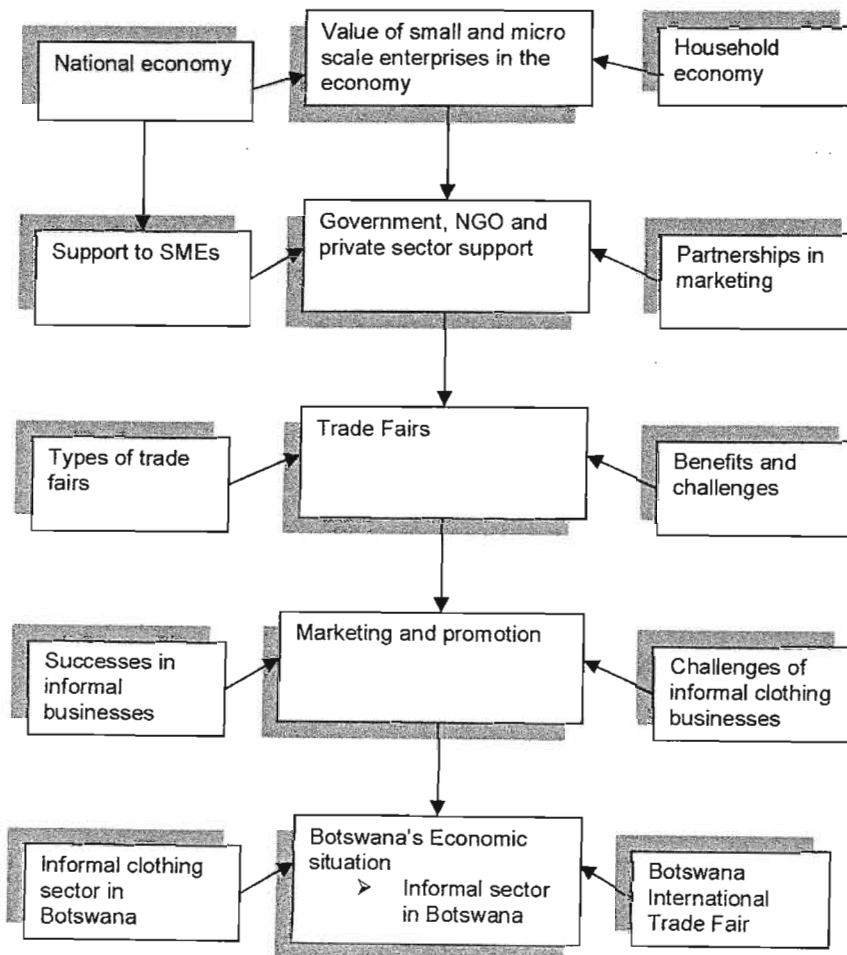 National economy
Value of small and micro
scale enterprises in the
economy
Household
economy
Support to SMEs
Government, NGO and
private sector support
Partnerships in
marketing
Types of trade
fairs
Trade Fairs
Benefits and
challenges
Successes in
informal
businesses
Marketing and promotion
Challenges of
informal clothing
businesses
Informal clothing
sector in
Botswana
Botswana's Economic
situation
➢ Informal sector
in Botswana
Botswana
International
Trade Fair